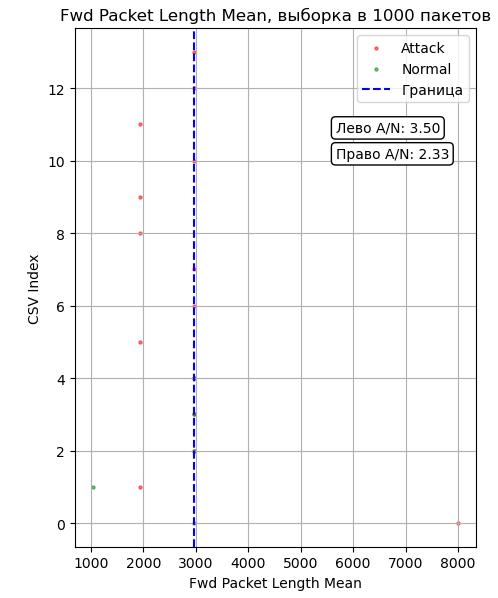 Fwd Packet Length Mean, выборка в 1000 пакетов
Attack
Normal
Граница
Лево A/N: 3.50
Право A/N: 2.33
12
10
8
6
4
2
0
CSV Index
1000 2000 3000 4000 5000 6000 7000 8000
Fwd Packet Length Mean